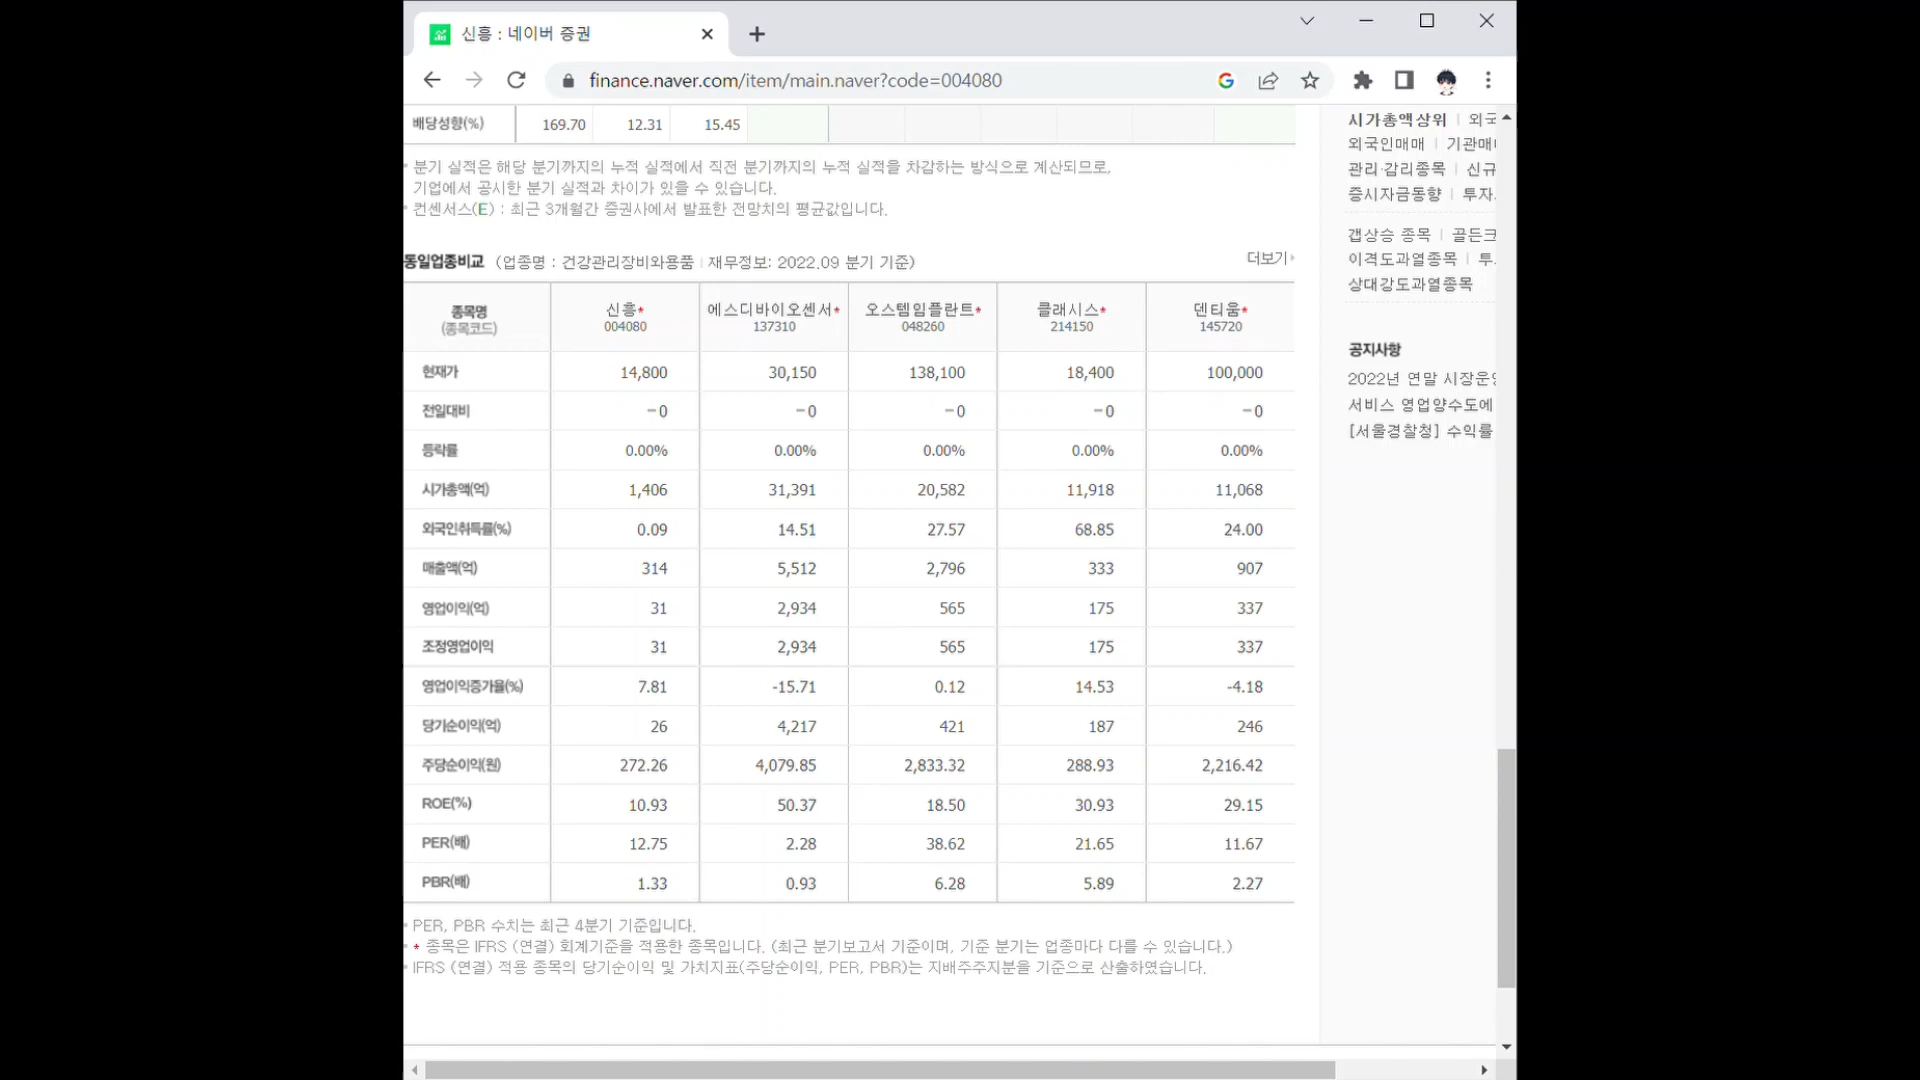 신흥 : 네이버 증권
finance.naver.com/item/main.naver?code=004080
배당성향(%) 169.70 12.31 15.45
분기 실적은 해당 분기까지의 누적 실적에서 직전 분기까지의 누적 실적을 차감하는 방식으로 계산되므로,
기업에서 공시한 분기 실적과 차이가 있을 수 있습니다.
컨센서스(E) : 최근 3개월간 증권사에서 발표한 전망치의 평균값입니다.
동일업종비교 (업종명 : 건강관리장비와용품 | 재무정보: 2022.09 분기 기준) 더보기
종목명 신흥* 에스디바이오센서* 오스템임플란트* 클래시스* 덴티움*
(종목코드) 004080 137310 048260 214150 145720
현재가 14,800 30,150 138,100 18,400 100,000
전일대비 －0 －0 －0 －0 －0
등락률 0.00% 0.00% 0.00% 0.00% 0.00%
시가총액(억) 1,406 31,391 20,582 11,918 11,068
외국인취득률(%) 0.09 14.51 27.57 68.85 24.00
매출액(억) 314 5,512 2,796 333 907
영업이익(억) 31 2,934 565 175 337
조정영업이익 31 2,934 565 175 337
영업이익증가율(%) 7.81 -15.71 0.12 14.53 -4.18
당기순이익(억) 26 4,217 421 187 246
주당순이익(원) 272.26 4,079.85 2,833.32 288.93 2,216.42
ROE(%) 10.93 50.37 18.50 30.93 29.15
PER(배) 12.75 2.28 38.62 21.65 11.67
PBR(배) 1.33 0.93 6.28 5.89 2.27
PER, PBR 수치는 최근 4분기 기준입니다.
* 종목은 IFRS (연결) 회계기준을 적용한 종목입니다. (최근 분기보고서 기준이며, 기준 분기는 업종마다 다를 수 있습니다.)
IFRS (연결) 적용 종목의 당기순이익 및 가치지표(주당순이익, PER, PBR)는 지배주주지분을 기준으로 산출하였습니다.
시가총액상위 | 외국
외국인매매 | 기관매
관리·감리종목 | 신규
증시자금동향 | 투자
갭상승 종목 | 골든크
이격도과열종목 | 투
상대강도과열종목
공지사항
2022년 연말 시장운영
서비스 영업양수도에
[서울경찰청] 수익률